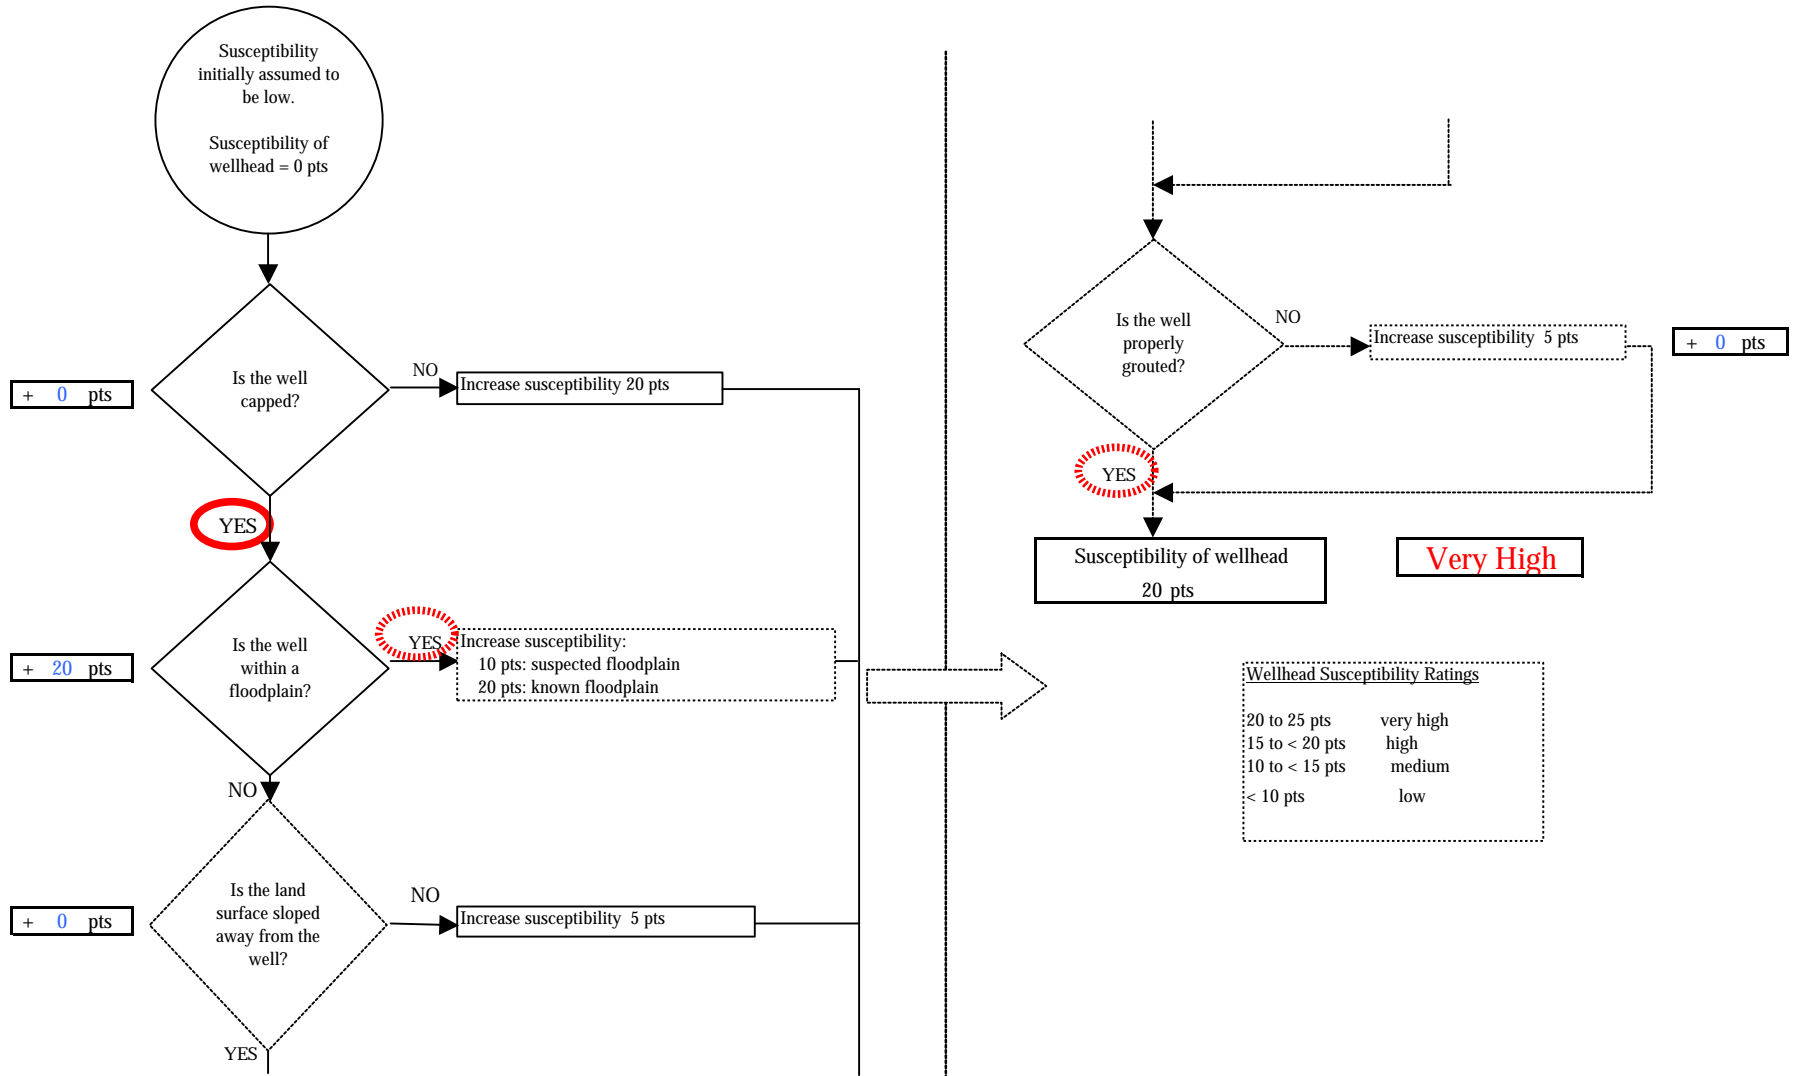 Susceptibility
initially assumed to
be low.
Susceptibility of
wellhead = 0 pts
+ 0 pts
Is the well
capped?
NO
Increase susceptibility 20 pts
YES
+ 20 pts
Is the well
within a
floodplain?
YES
Increase susceptibility:
10 pts: suspected floodplain
20 pts: known floodplain
NO
+ 0 pts
Is the land
surface sloped
away from the
well?
NO
Increase susceptibility 5 pts
YES
Is the well
properly
grouted?
NO
Increase susceptibility 5 pts
+ 0 pts
YES
Susceptibility of wellhead
20 pts
Very High
Wellhead Susceptibility Ratings
20 to 25 pts very high
15 to < 20 pts high
10 to < 15 pts medium
< 10 pts low